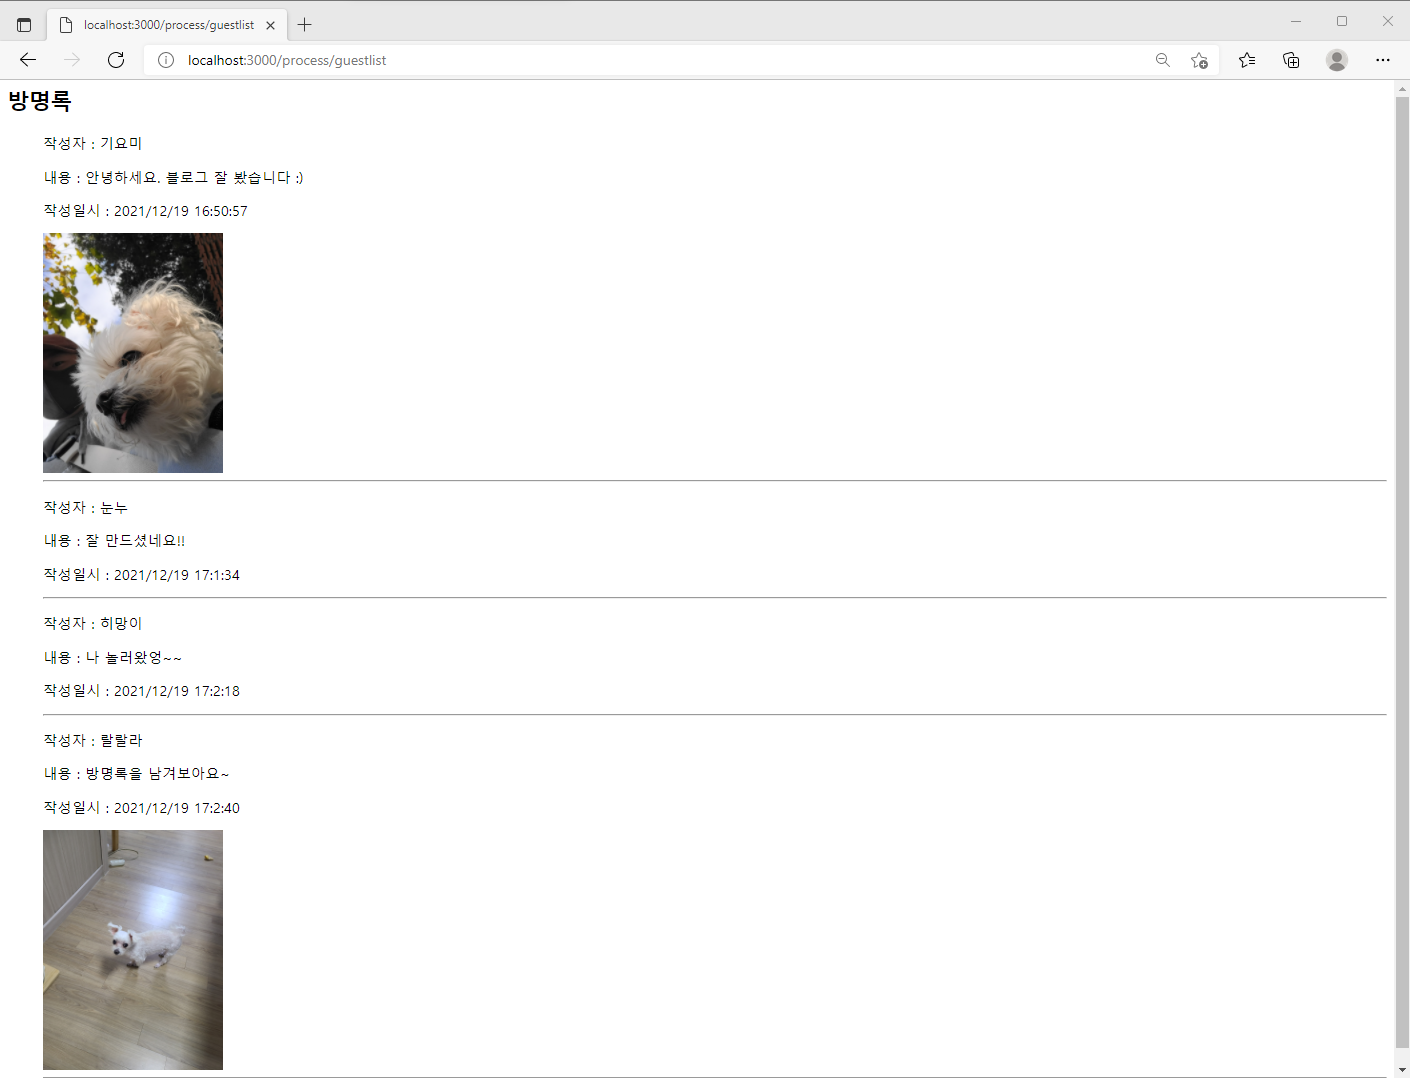 localhost:3000/process/guestlist
localhost:3000/process/guestlist
방명록
작성자 : 기요미
내용 : 안녕하세요. 블로그 잘 봤습니다 :)
작성일시 : 2021/12/19 16:50:57
작성자 : 눈누
내용 : 잘 만드셨네요!!
작성일시 : 2021/12/19 17:1:34
작성자 : 히망이
내용 : 나 놀러왔엉~~
작성일시 : 2021/12/19 17:2:18
작성자 : 랄랄라
내용 : 방명록을 남겨보아요~
작성일시 : 2021/12/19 17:2:40